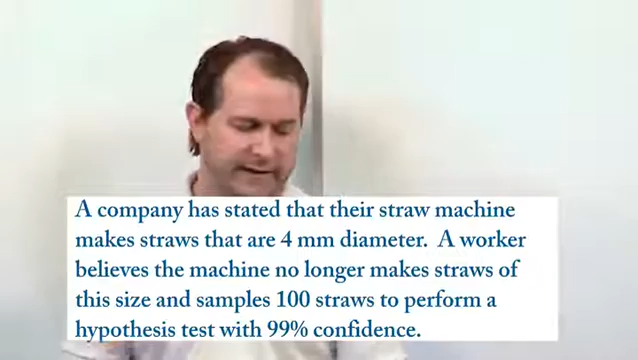 A company has stated that their straw machine
makes straws that are 4 mm diameter.  A worker
believes the machine no longer makes straws of
this size and samples 100 straws to perform a
hypothesis test with 99% confidence.